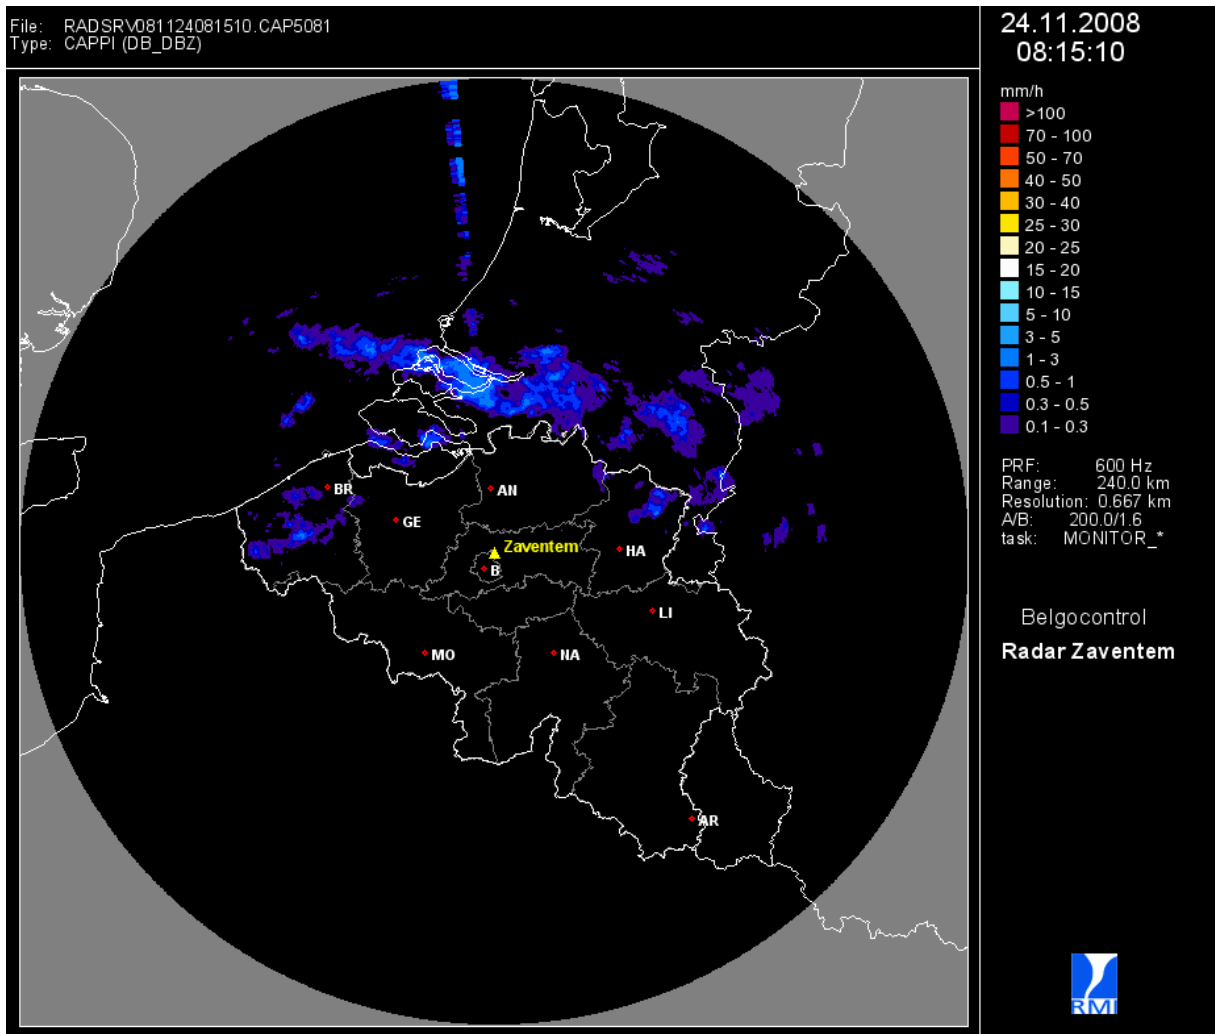 File: RADSRV081124081510.CAP5081
Type: CAPPI (DB_DBZ)
24.11.2008
08:15:10
mm/h
>100
70 - 100
50 - 70
40 - 50
30 - 40
25 - 30
20 - 25
15 - 20
10 - 15
5 - 10
3 - 5
1 - 3
0.5 - 1
0.3 - 0.5
0.1 - 0.3
PRF: 600 Hz
Range: 240.0 km
Resolution: 0.667 km
A/B: 200.0/1.6
task: MONITOR_*
Belgocontrol
Radar Zaventem
RMI
BR
AN
GE
Zaventem
HA
B
LI
MO
NA
AR